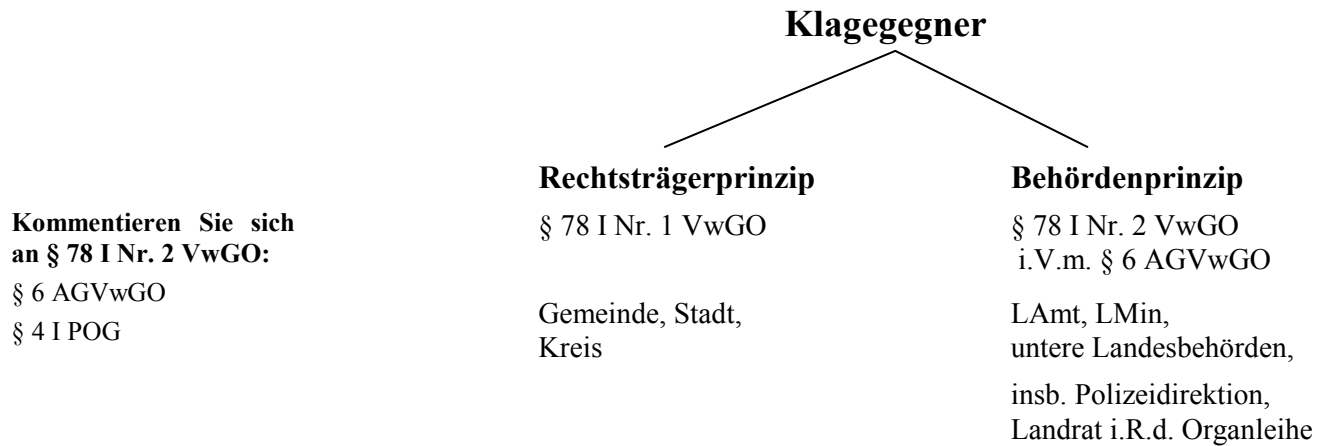 Klagegegner
Kommentieren Sie sich
an § 78 I Nr. 2 VwGO:
§ 6 AGVwGO
§ 4 I POG
Rechtsträgerprinzip
§ 78 I Nr. 1 VwGO
Gemeinde, Stadt,
Kreis
Behördenprinzip
§ 78 I Nr. 2 VwGO
i.V.m. § 6 AGVwGO
LAmt, LMin,
untere Landesbehörden,
insb. Polizeidirektion,
Landrat i.R.d. Organleihe